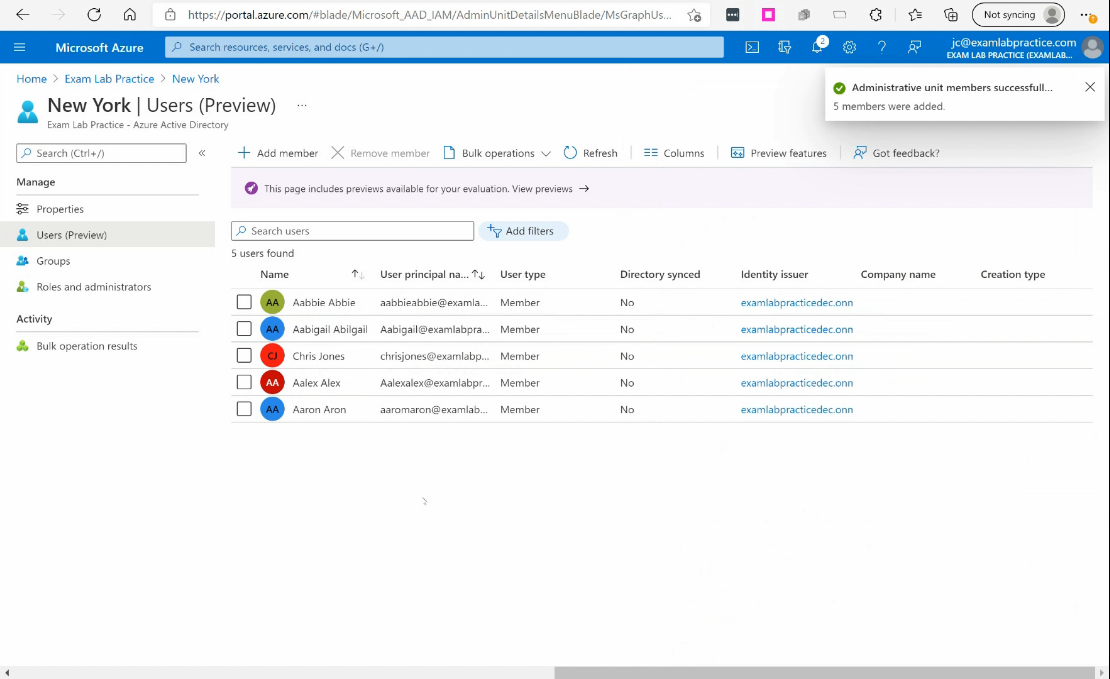 https://portal.azure.com/#blade/Microsoft_AAD_IAM/AdminUnitDetailsMenuBlade/MsGraphUs...
Not syncing
Microsoft Azure
Search resources, services, and docs (G+/)
2
jc@examlabpractice.com
EXAM LAB PRACTICE (EXAMLAB...
Home > Exam Lab Practice > New York
New York | Users (Preview) ...
Exam Lab Practice - Azure Active Directory
Administrative unit members successfull...
5 members were added.
Search (Ctrl+/)
«
Manage
Properties
Users (Preview)
Groups
Roles and administrators
Activity
Bulk operation results
Add member
Remove member
Bulk operations
Refresh
Columns
Preview features
Got feedback?
This page includes previews available for your evaluation. View previews →
Search users
Add filters
5 users found
Name User principal na... User type Directory synced Identity issuer Company name Creation type
AA Aabbie Abbie aabbieabbie@examla... Member No examlabpracticedec.onn
AA Aabigail Abilgail Aabigail@examlabpra... Member No examlabpracticedec.onn
CJ Chris Jones chrisjones@examlabp... Member No examlabpracticedec.onn
AA Aalex Alex Aalexalex@examlabpr... Member No examlabpracticedec.onn
AA Aaron Aron aaromaron@examlab... Member No examlabpracticedec.onn